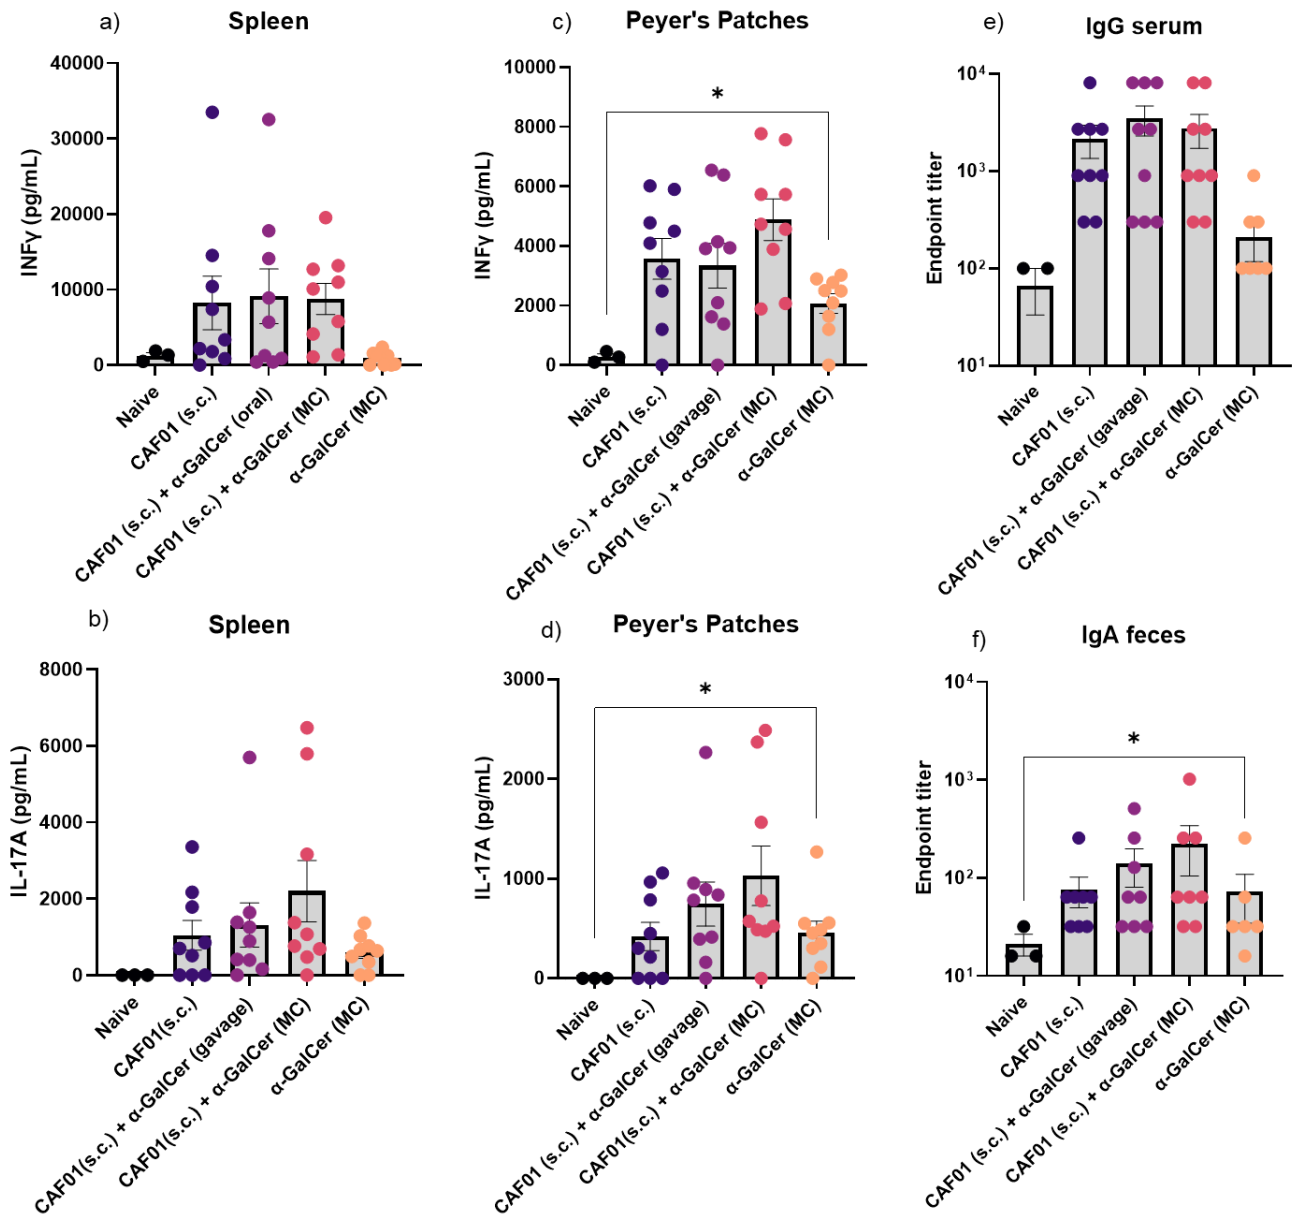 a)
Spleen
INFγ (pg/mL)
40000
30000
20000
10000
0
Naive
CAF01 (s.c.)
CAF01 (s.c.) + α-GalCer (oral)
CAF01 (s.c.) + α-GalCer (MC)
α-GalCer (MC)
c)
Peyer's Patches
INFγ (pg/mL)
10000
8000
6000
4000
2000
0
*
Naive
CAF01 (s.c.)
CAF01 (s.c.) + α-GalCer (gavage)
CAF01 (s.c.) + α-GalCer (MC)
α-GalCer (MC)
e)
IgG serum
Endpoint titer
10⁴
10³
10²
10¹
Naive
CAF01 (s.c.)
CAF01 (s.c.) + α-GalCer (gavage)
CAF01 (s.c.) + α-GalCer (MC)
α-GalCer (MC)
b)
Spleen
IL-17A (pg/mL)
8000
6000
4000
2000
0
Naive
CAF01(s.c.)
CAF01(s.c.) + α-GalCer (gavage)
CAF01(s.c.) + α-GalCer (MC)
α-GalCer (MC)
d)
Peyer's Patches
IL-17A (pg/mL)
3000
2000
1000
0
*
Naive
CAF01 (s.c.)
CAF01 (s.c.) + α-GalCer (gavage)
CAF01(s.c.) + α-GalCer (MC)
α-GalCer (MC)
f)
IgA feces
Endpoint titer
10⁴
10³
10²
10¹
*
Naive
CAF01 (s.c.)
CAF01 (s.c.) + α-GalCer (gavage)
CAF01 (s.c.) + α-GalCer (MC)
α-GalCer (MC)